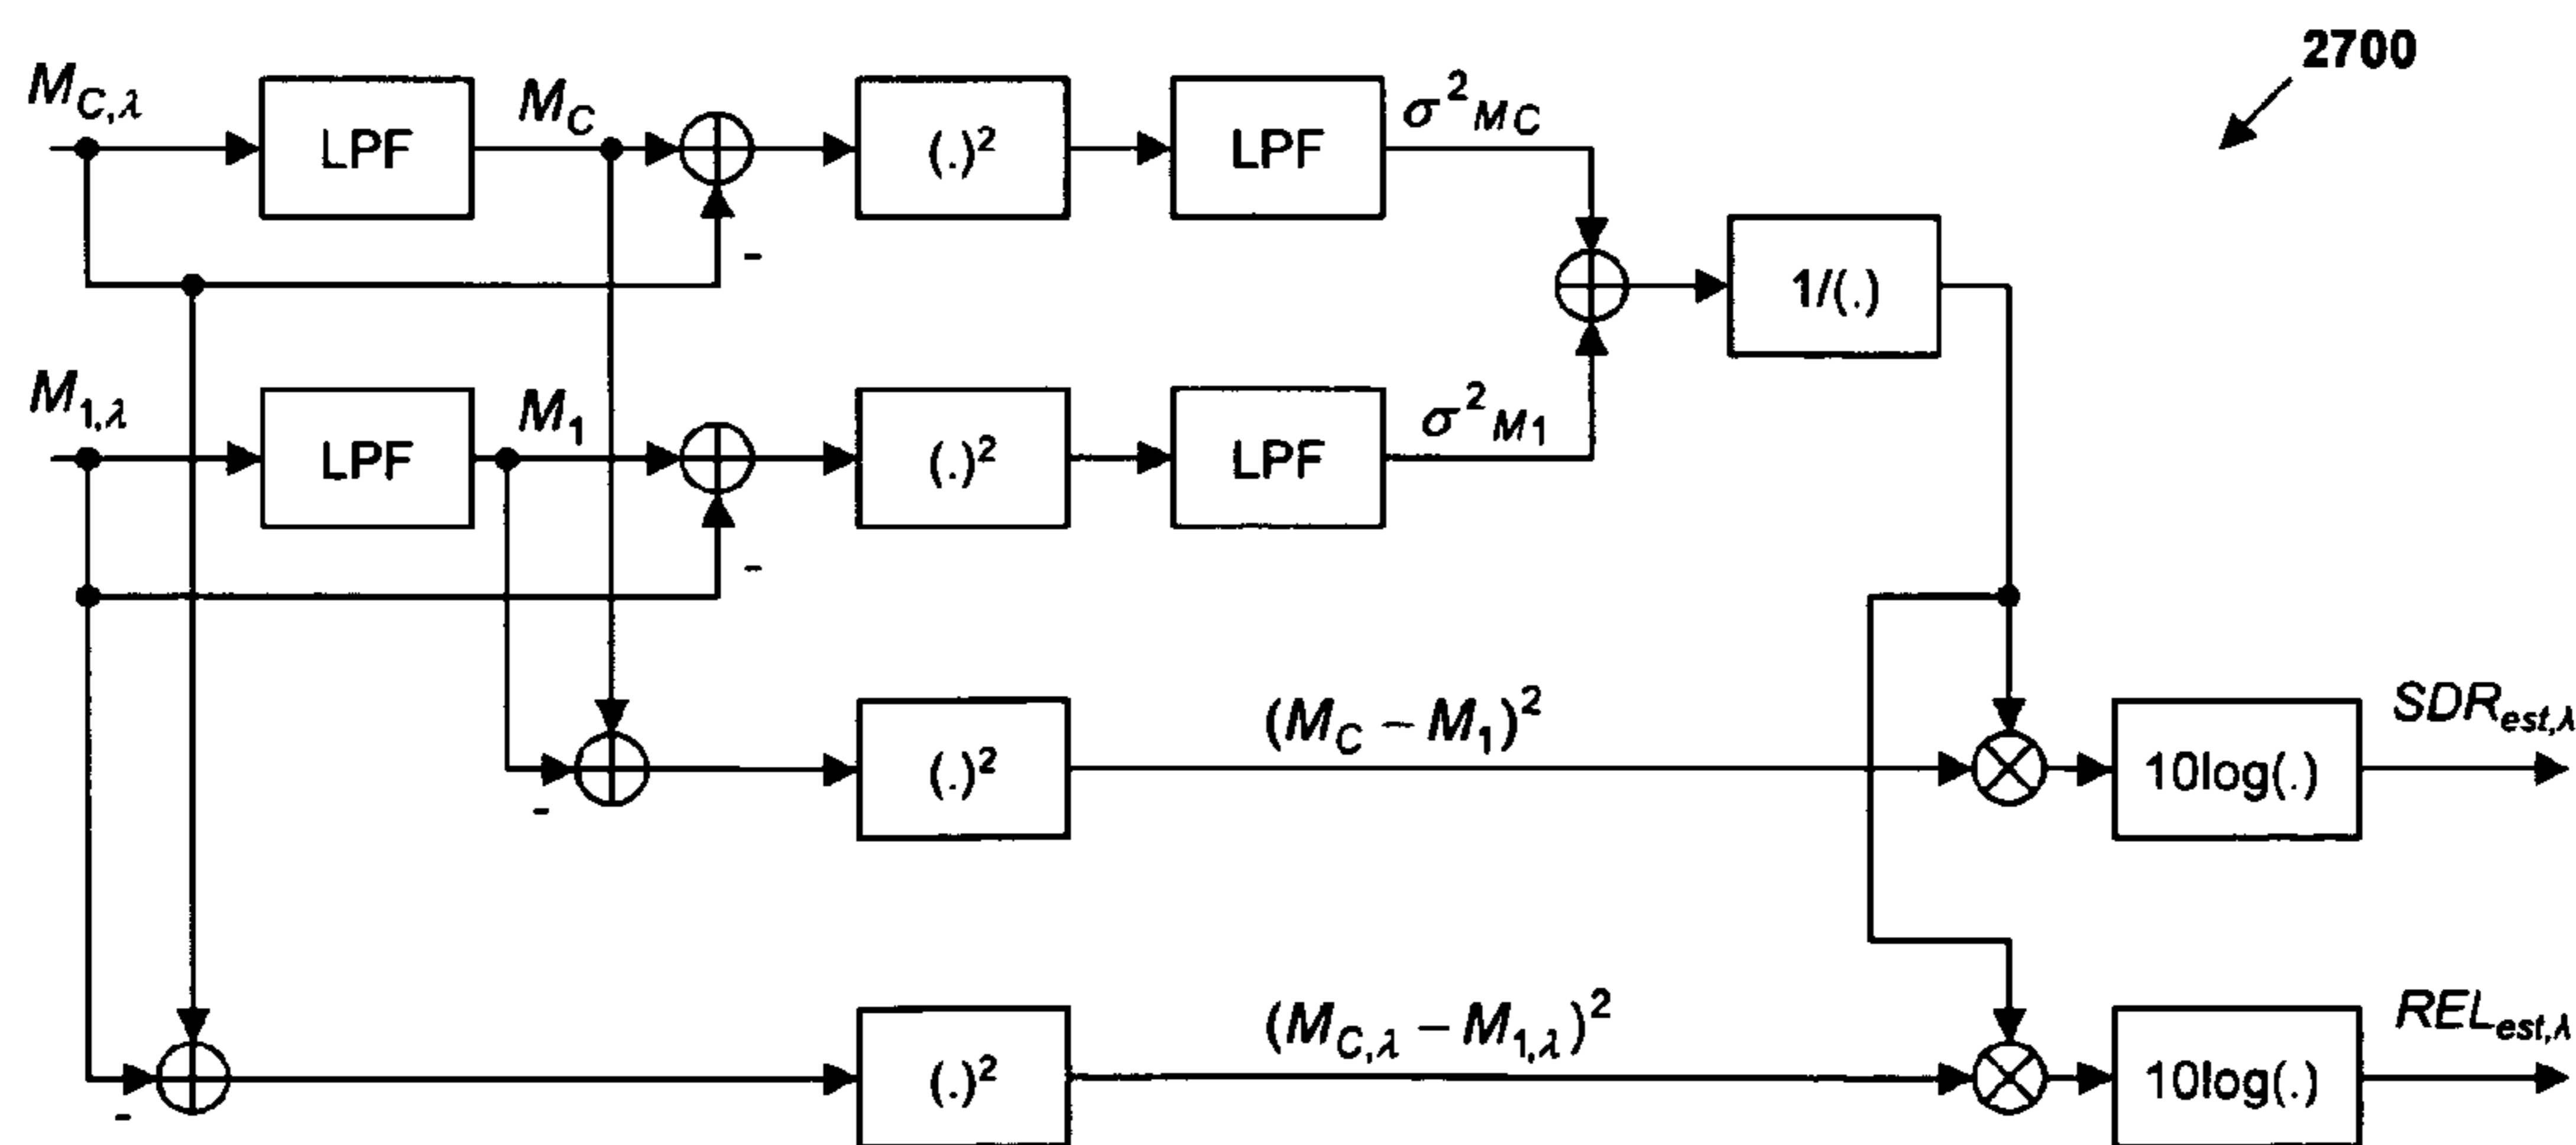 2700
M_{C,λ} LPF M_C (.)² LPF σ²_{MC}
-
1/(.)
M_{1,λ} LPF M_1 (.)² LPF σ²_{M1}
-
(.)² (M_C – M_1)² 10log(.) SDR_{est,λ}
-
(.)² (M_{C,λ} – M_{1,λ})² 10log(.) REL_{est,λ}
-